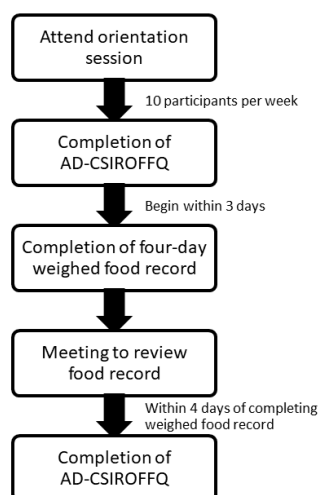 Attend orientation
session
10 participants per week
Completion of
AD-CSIROFFQ
Begin within 3 days
Completion of four-day
weighed food record
Meeting to review
food record
Within 4 days of completing
weighed food record
Completion of
AD-CSIROFFQ